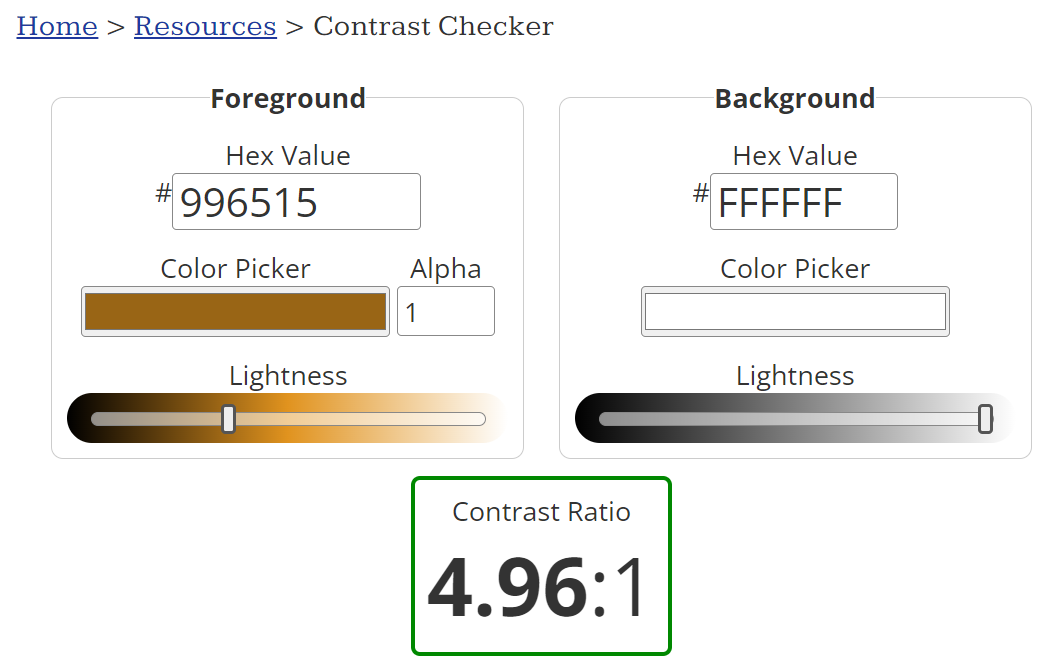 Home > Resources > Contrast Checker
Foreground
Hex Value
#996515
Color Picker
Alpha
1
Lightness
Background
Hex Value
#FFFFFF
Color Picker
Lightness
Contrast Ratio
4.96:1